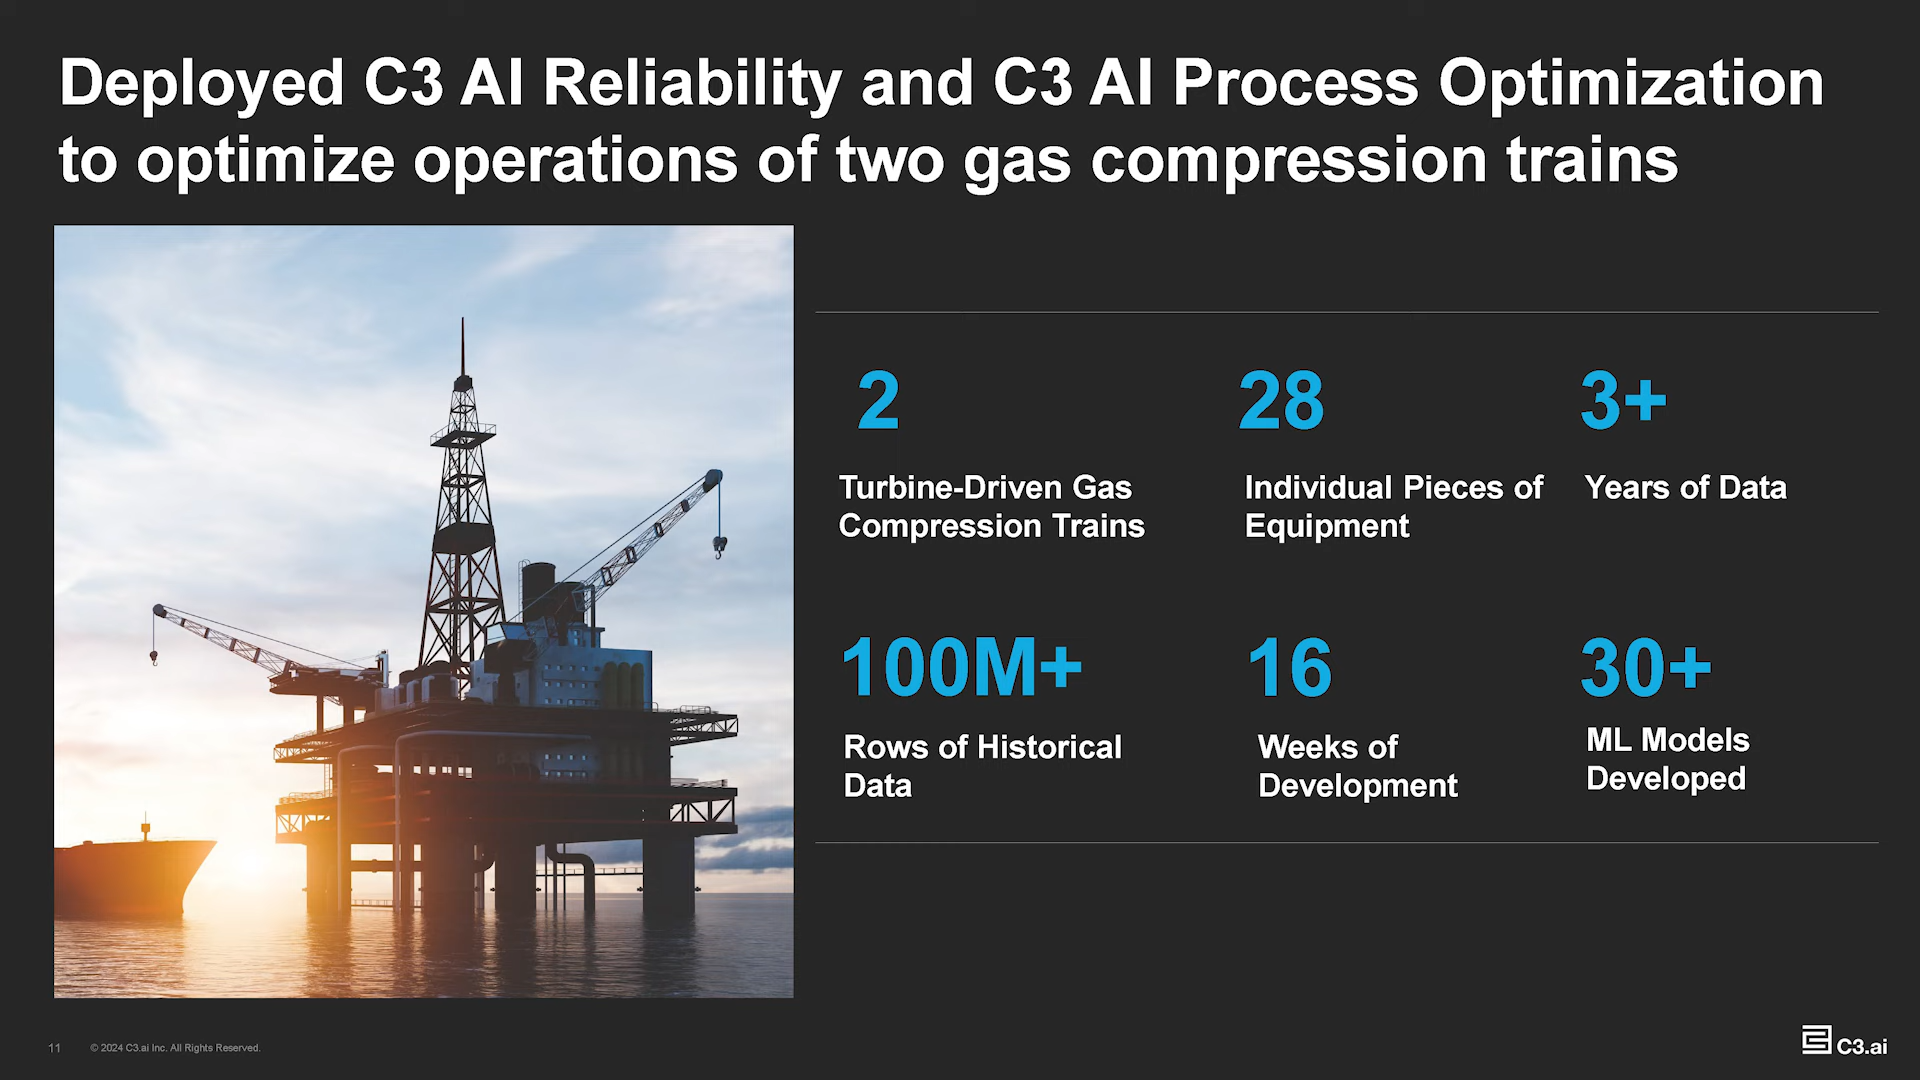 Deployed C3 AI Reliability and C3 AI Process Optimization
to optimize operations of two gas compression trains
2
Turbine-Driven Gas
Compression Trains
28
Individual Pieces of
Equipment
3+
Years of Data
100M+
Rows of Historical
Data
16
Weeks of
Development
30+
ML Models
Developed
11
© 2024 C3.ai Inc. All Rights Reserved.
C3.ai